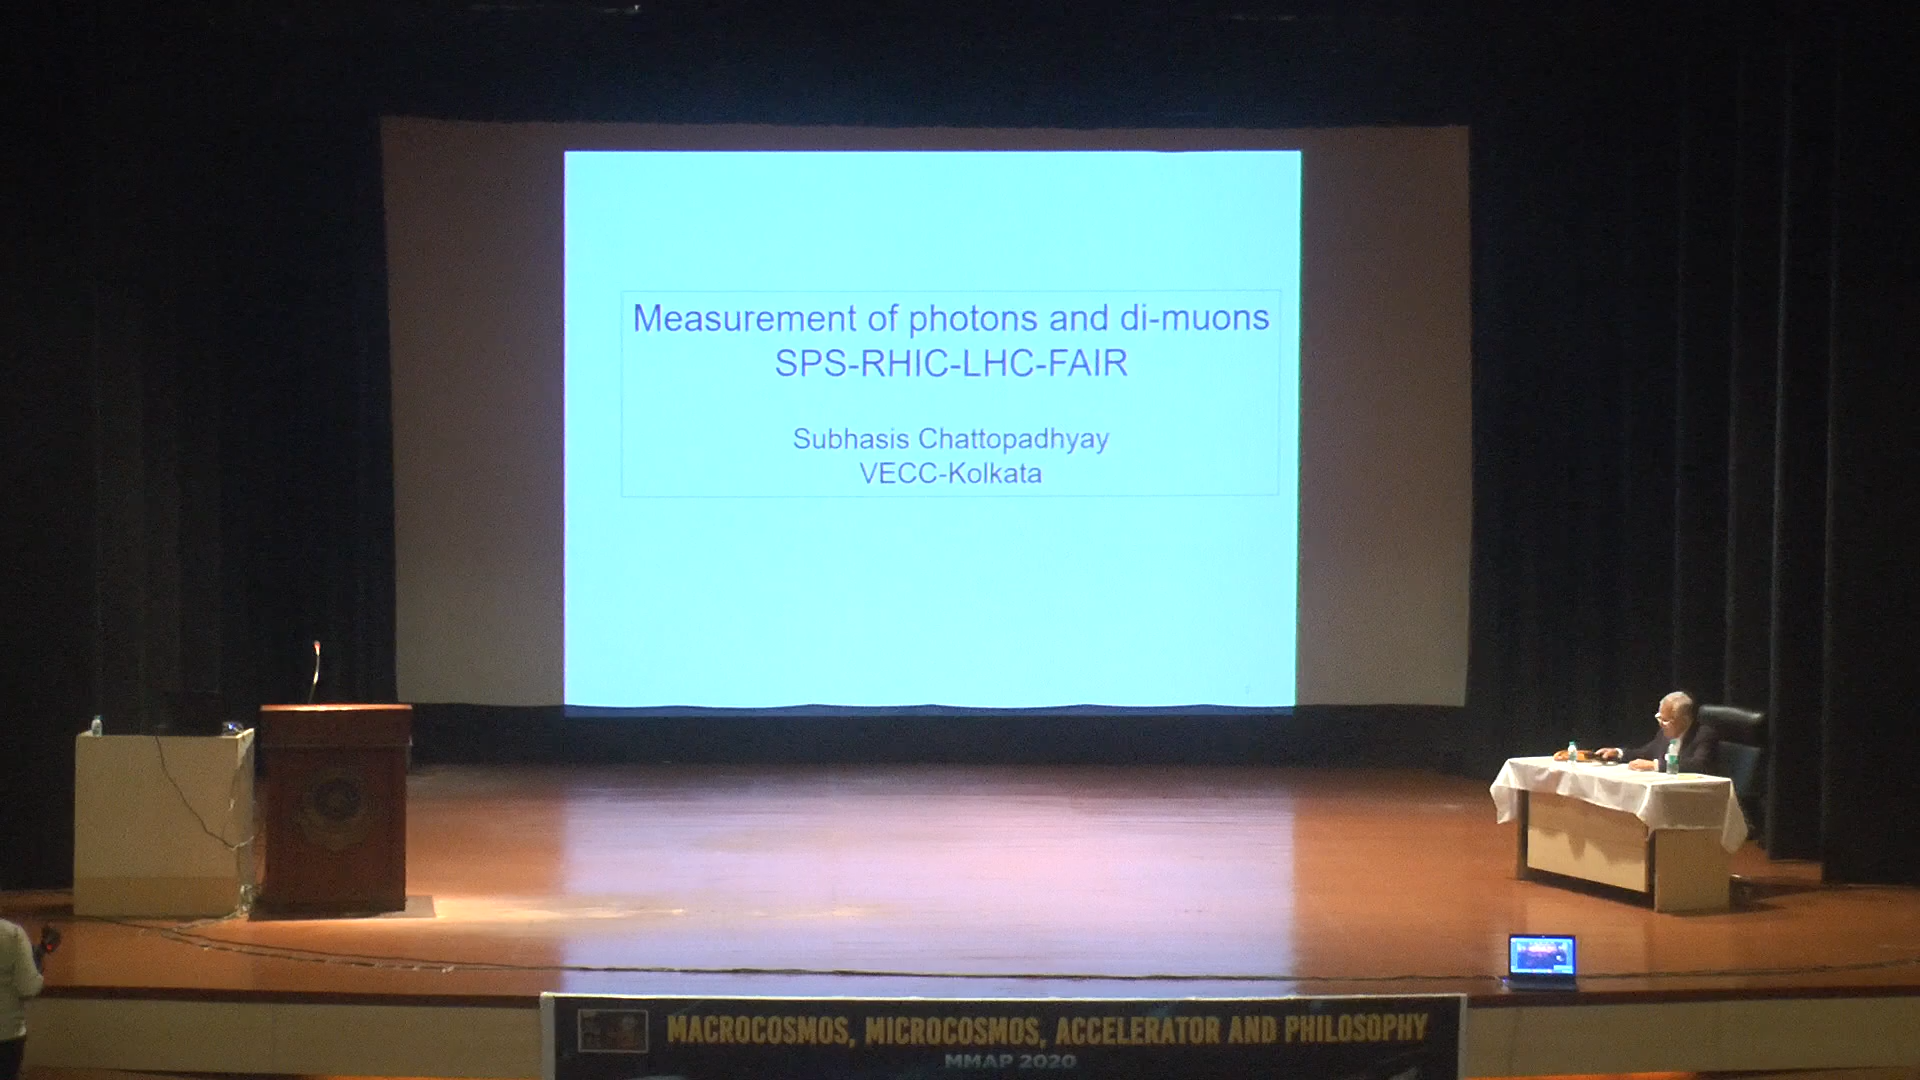 Measurement of photons and di-muons
SPS-RHIC-LHC-FAIR
Subhasis Chattopadhyay
VECC-Kolkata
MACROCOSMOS, MICROCOSMOS, ACCELERATOR AND PHILOSOPHY
MMAP 2020